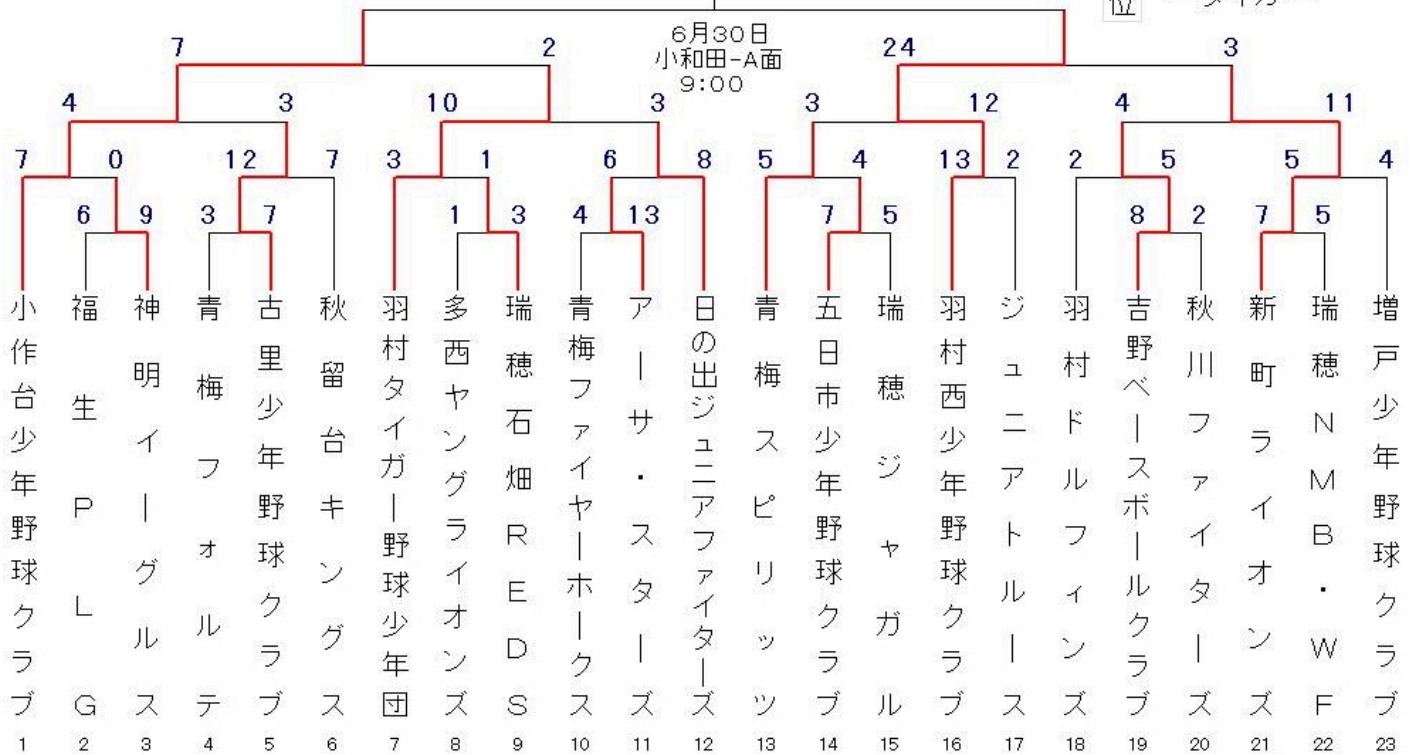 位
6月30日
小和田-A面
9:00
7 2 24 3
4 3 10 3 3 12 4 11
7 0 12 7 3 1 6 8 5 4 13 2 2 5 5 4
6 9 3 7 1 3 4 13 7 5 8 2 7 5
小作台少年野球クラブ
福生PLG
神明イーグルス
青梅フォルテ
古里少年野球クラブ
秋留台キングス
羽村タイガー野球少年団
多西ヤングライオンズ
瑞穂石畑REDS
青梅ファイヤーホークス
アーサ・スターズ
日の出ジュニアファイターズ
青梅スピリッツ
五日市少年野球クラブ
瑞穂ジャガル
羽村西少年野球クラブ
ジュニアトルース
羽村ドルフィンズ
吉野ベースボールクラブ
秋川ファイターズ
新町ライオンズ
瑞穂NMB・WF
増戸少年野球クラブ
1 2 3 4 5 6 7 8 9 10 11 12 13 14 15 16 17 18 19 20 21 22 23